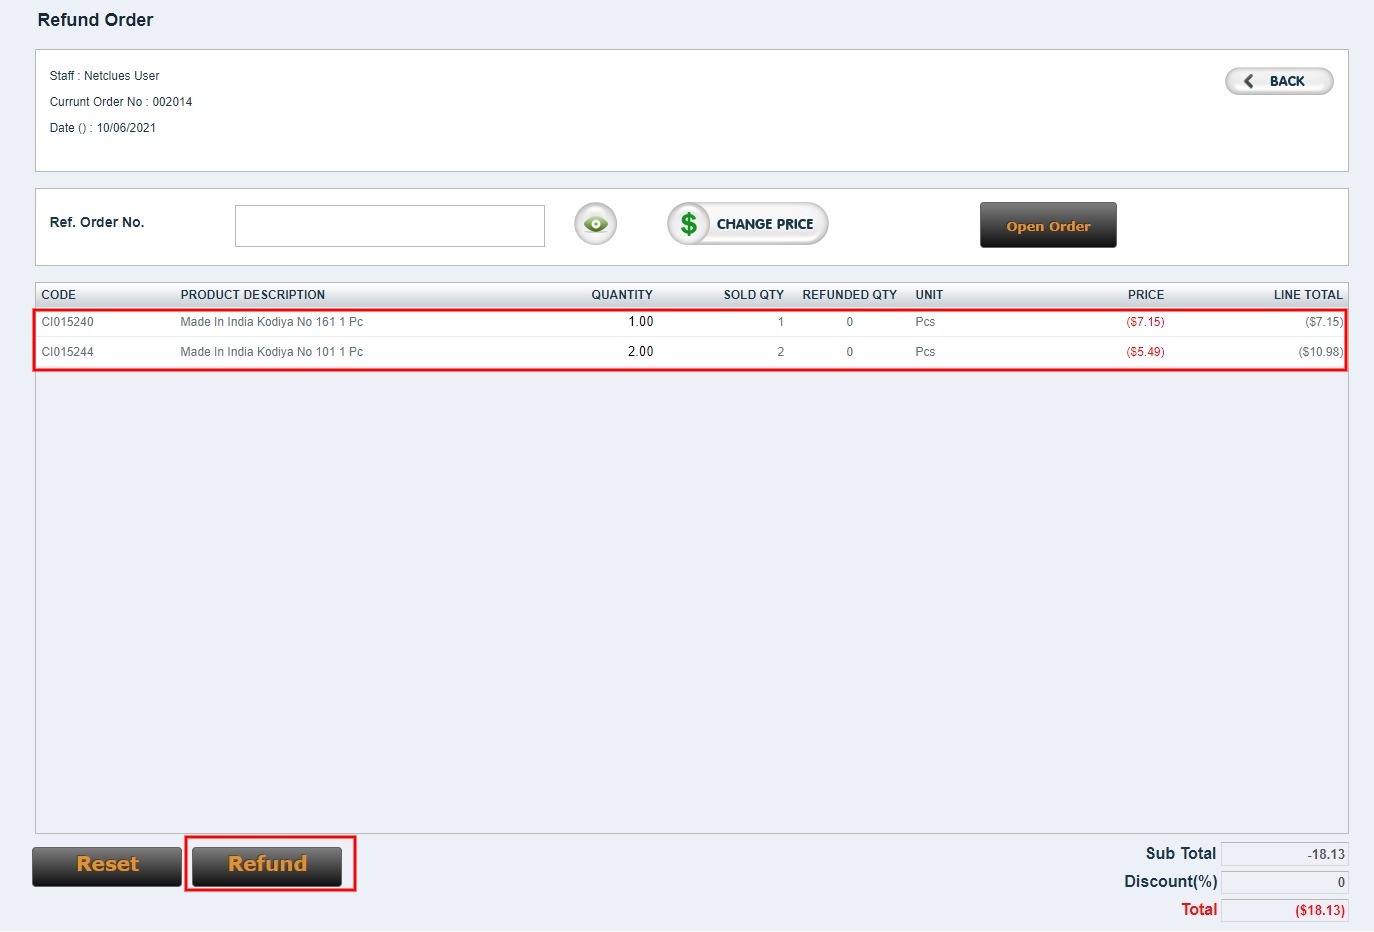 Refund Order
Staff : Netclues User
BACK
Currunt Order No : 002014
Date () : 10/06/2021
Ref. Order No.
$ CHANGE PRICE
Open Order
CODE PRODUCT DESCRIPTION QUANTITY SOLD QTY REFUNDED QTY UNIT PRICE LINE TOTAL
CI015240 Made In India Kodiya No 161 1 Pc 1.00 1 0 Pcs ($7.15) ($7.15)
CI015244 Made In India Kodiya No 101 1 Pc 2.00 2 0 Pcs ($5.49) ($10.98)
Reset Refund
Sub Total -18.13
Discount(%) 0
Total ($18.13)